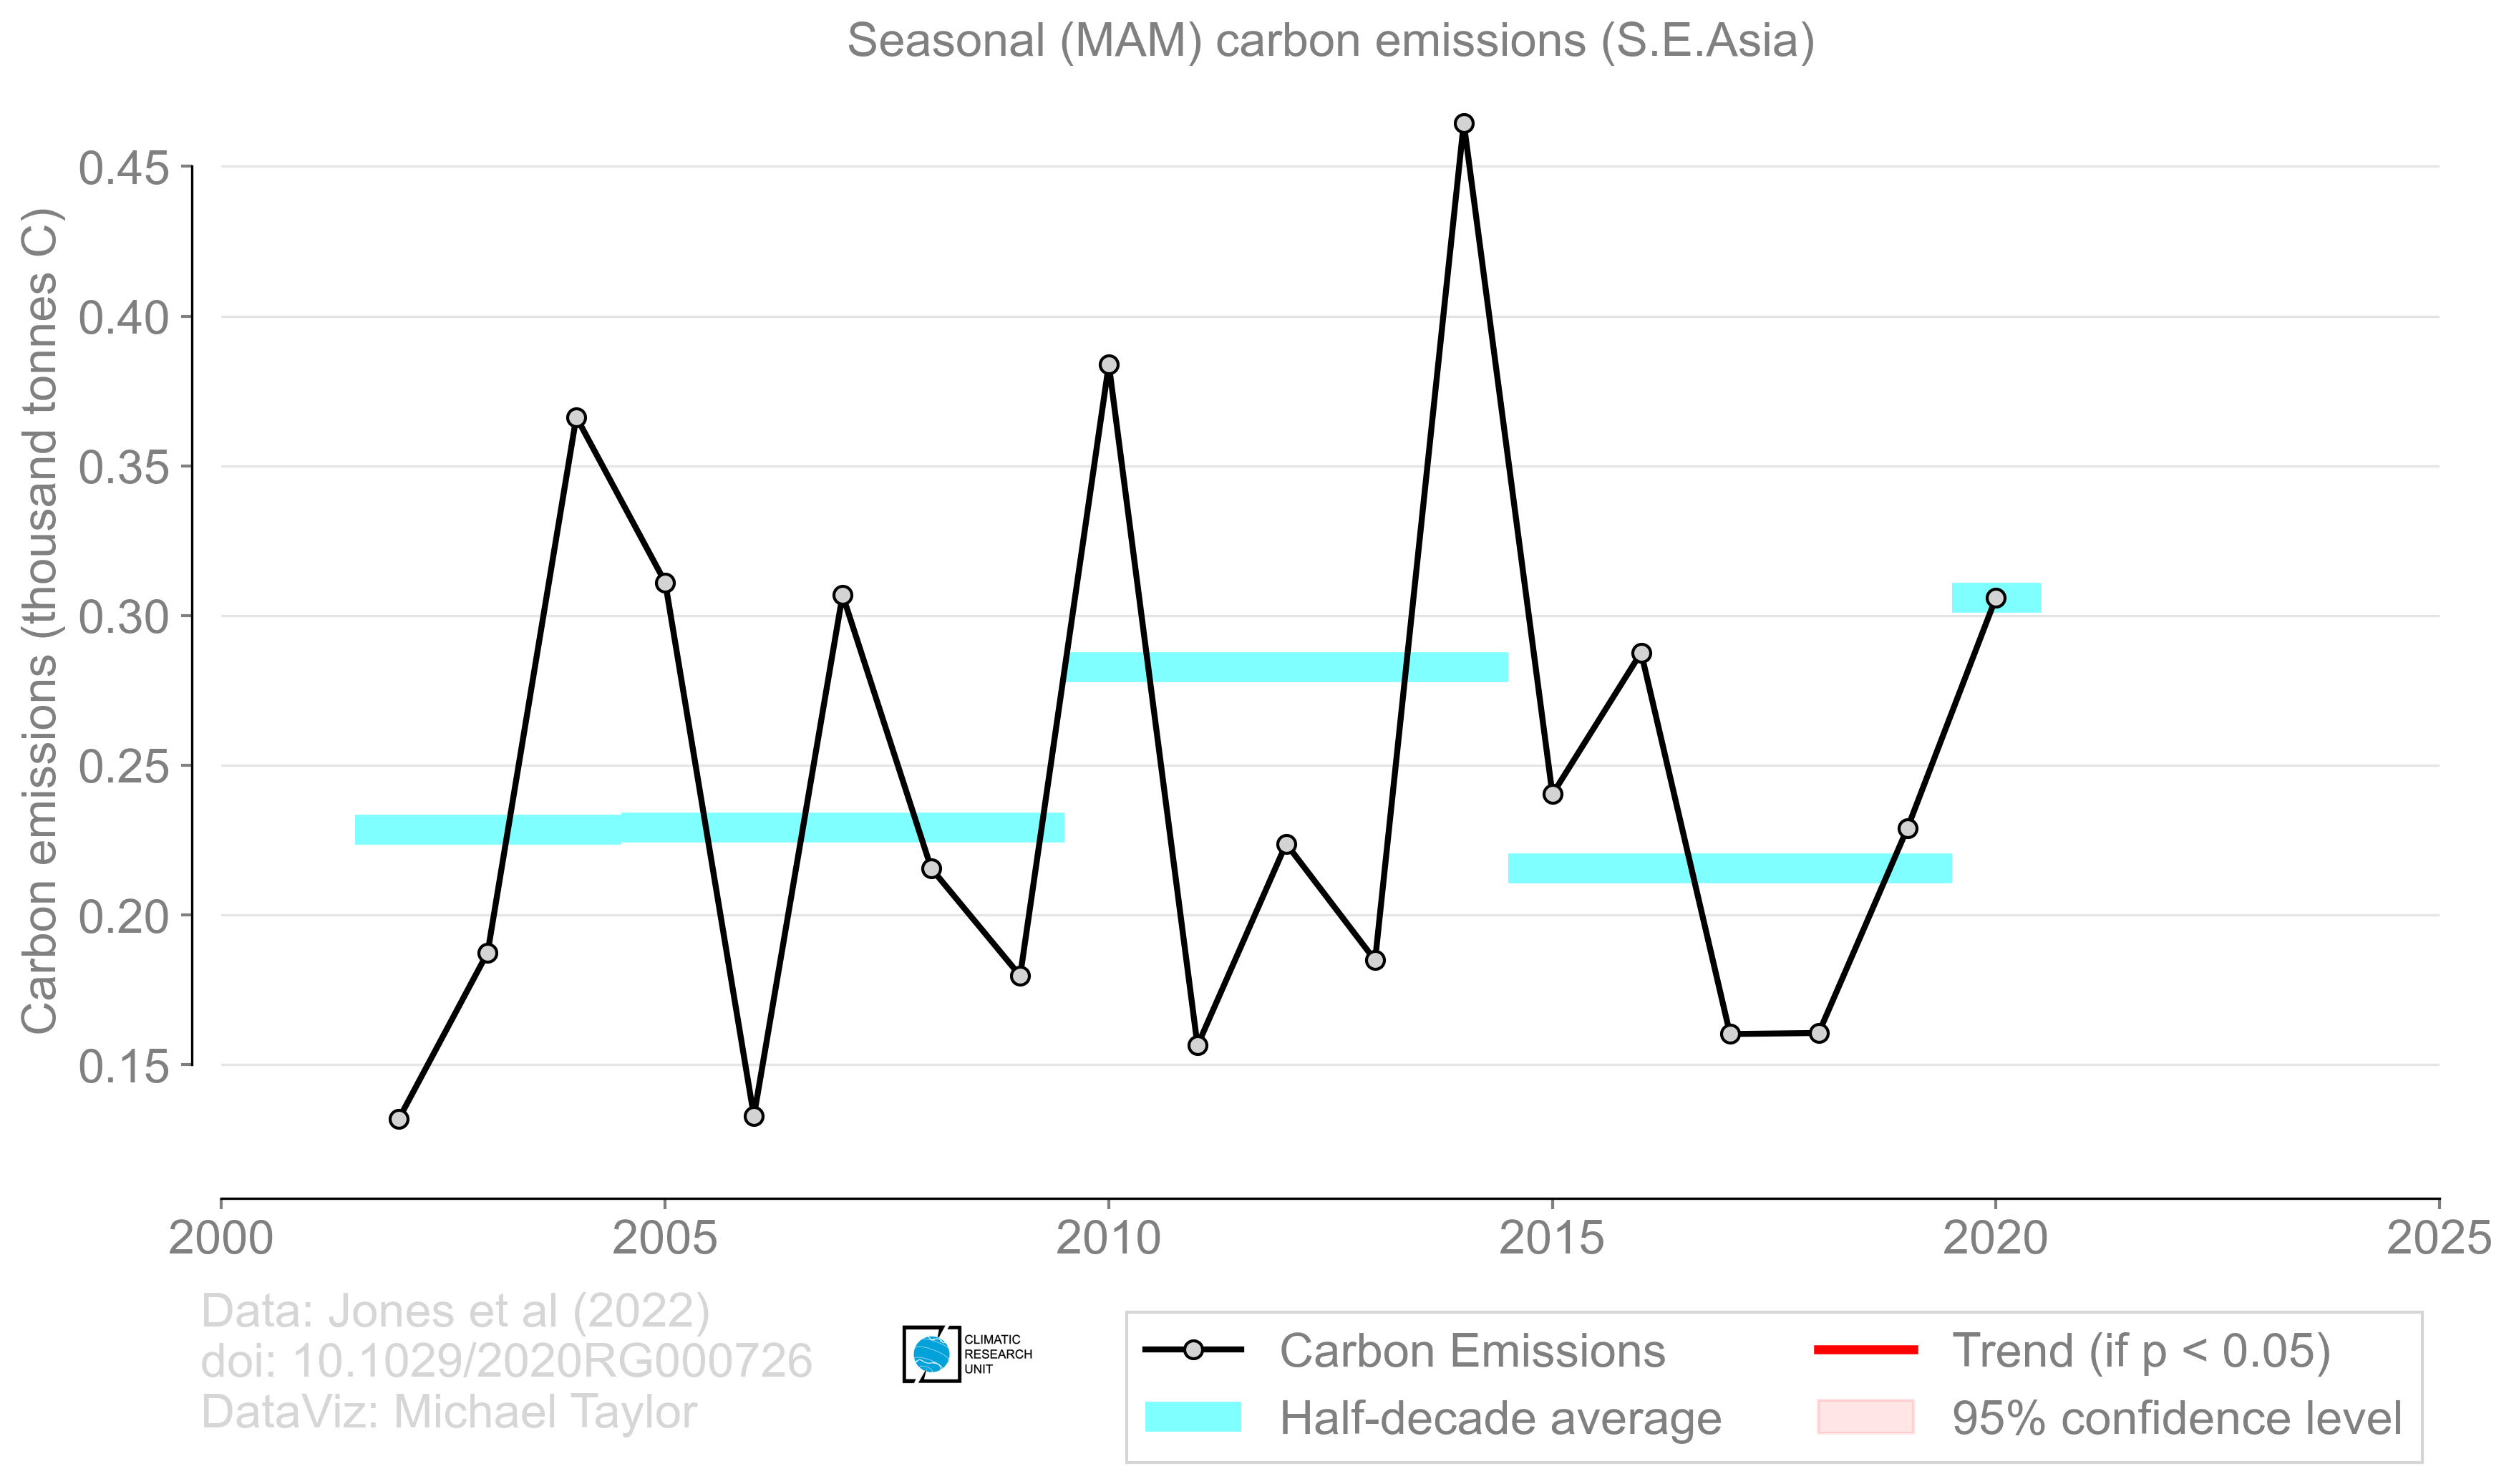 Seasonal (MAM) carbon emissions (S.E.Asia)
Carbon emissions (thousand tonnes C)
0.45
0.40
0.35
0.30
0.25
0.20
0.15
2000 2005 2010 2015 2020 2025
Data: Jones et al (2022)
doi: 10.1029/2020RG000726
DataViz: Michael Taylor
CLIMATIC
RESEARCH
UNIT
Carbon Emissions
Half-decade average
Trend (if p < 0.05)
95% confidence level